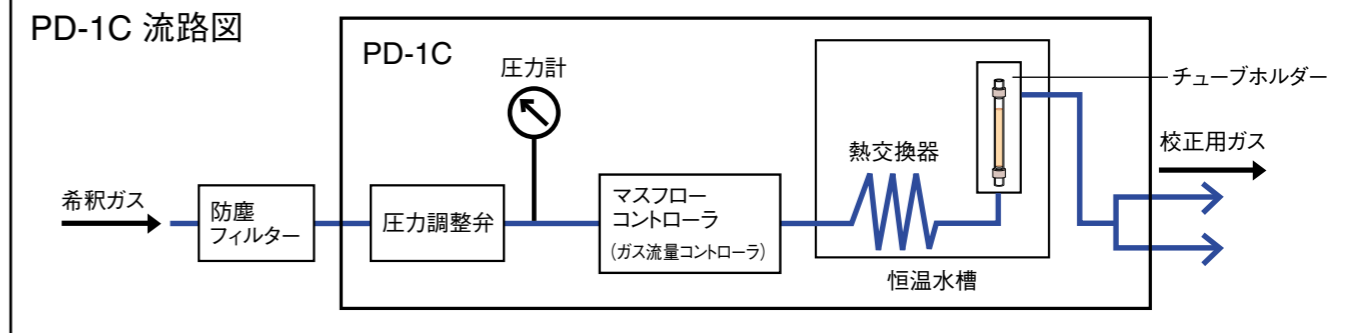 PD-1C 流路図
PD-1C
圧力計
チューブホルダー
校正用ガス
熱交換器
希釈ガス
防塵
フィルター
圧力調整弁
マスフロー
コントローラ
(ガス流量コントローラ)
恒温水槽